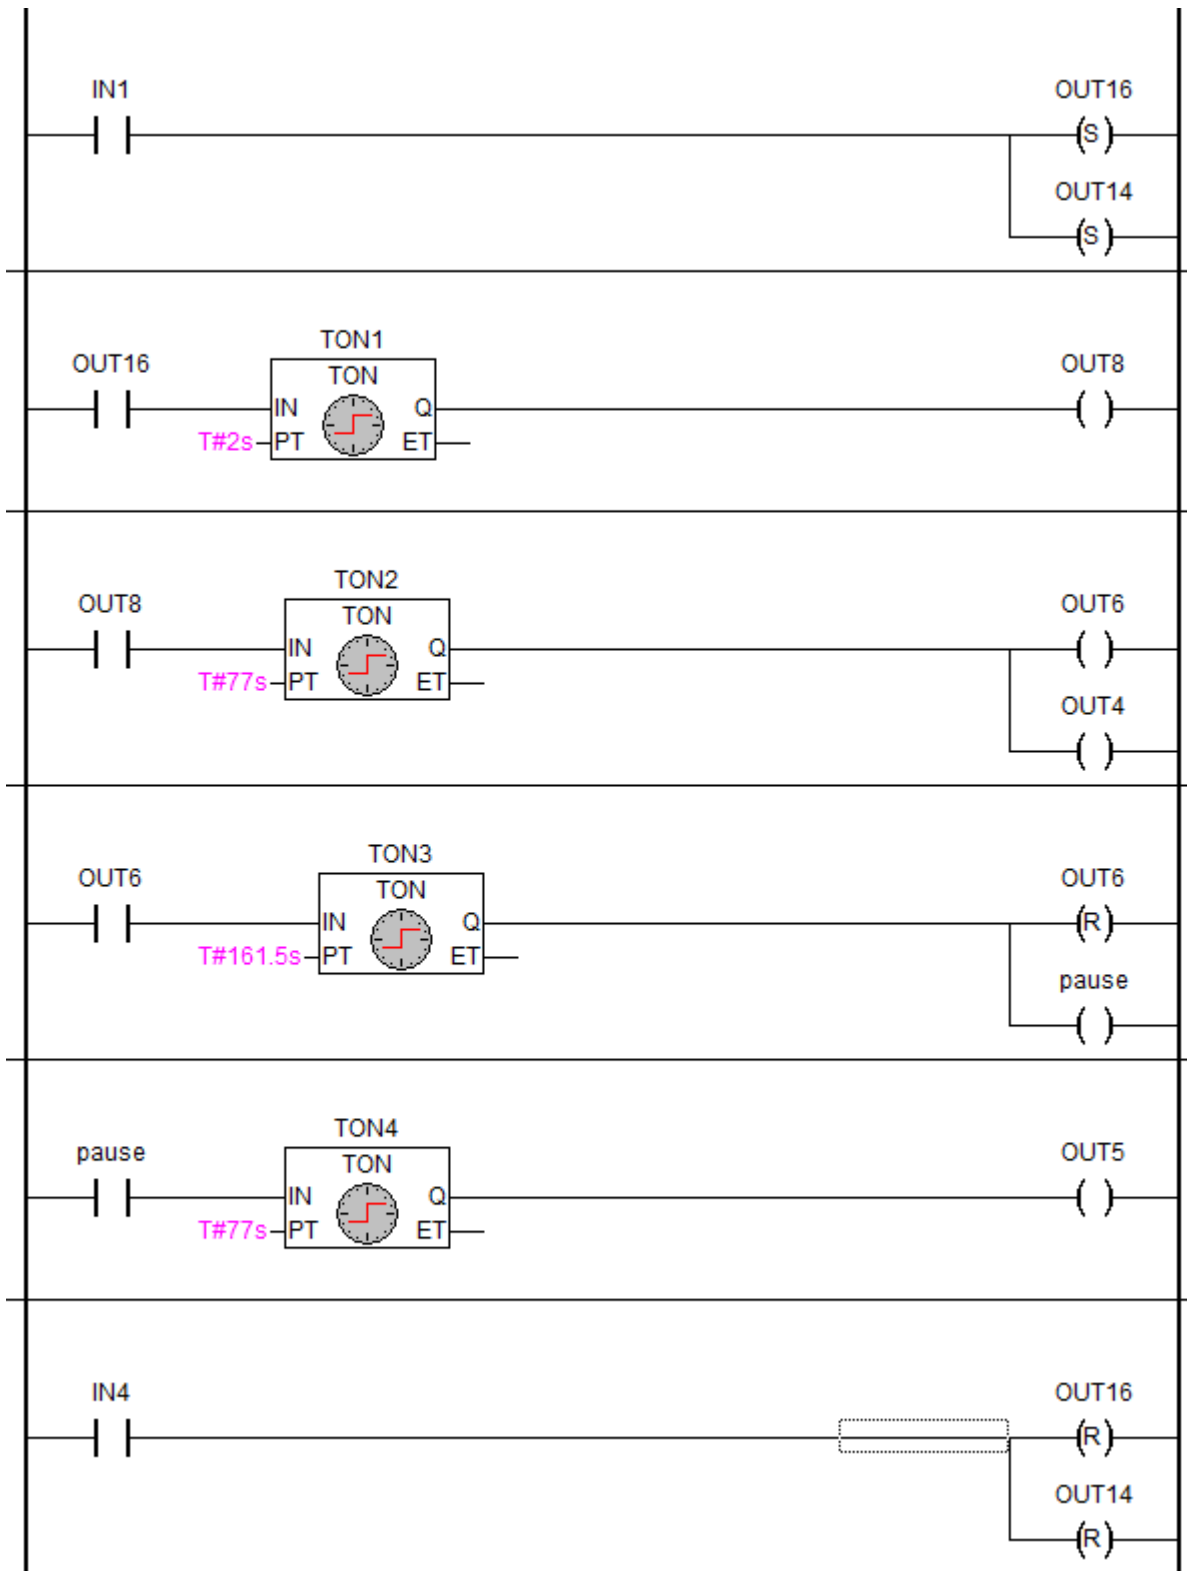 IN1 OUT16
S
OUT14
S
TON1
OUT16 TON OUT8
IN Q
T#2s PT ET
TON2
OUT8 TON OUT6
IN Q
T#77s PT ET
OUT4
TON3
OUT6 TON OUT6
IN Q R
T#161.5s PT ET
pause
TON4
pause TON OUT5
IN Q
T#77s PT ET
IN4 OUT16
R
OUT14
R